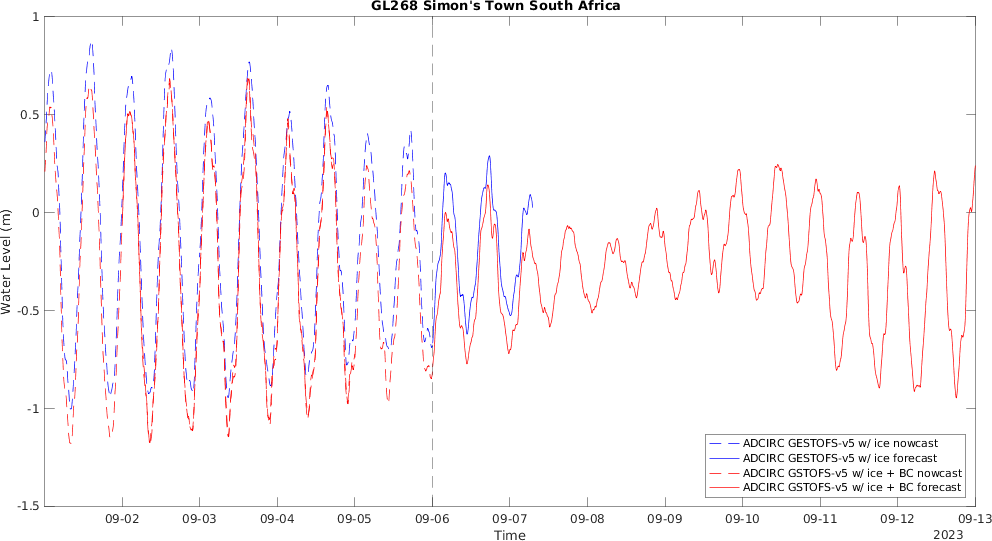 GL268 Simon's Town South Africa
Water Level (m)
1
0.5
0
-0.5
-1
-1.5
ADCIRC GESTOFS-v5 w/ ice nowcast
ADCIRC GESTOFS-v5 w/ ice forecast
ADCIRC GSTOFS-v5 w/ ice + BC nowcast
ADCIRC GSTOFS-v5 w/ ice + BC forecast
09-02 09-03 09-04 09-05 09-06 09-07 09-08 09-09 09-10 09-11 09-12 09-13
Time
2023